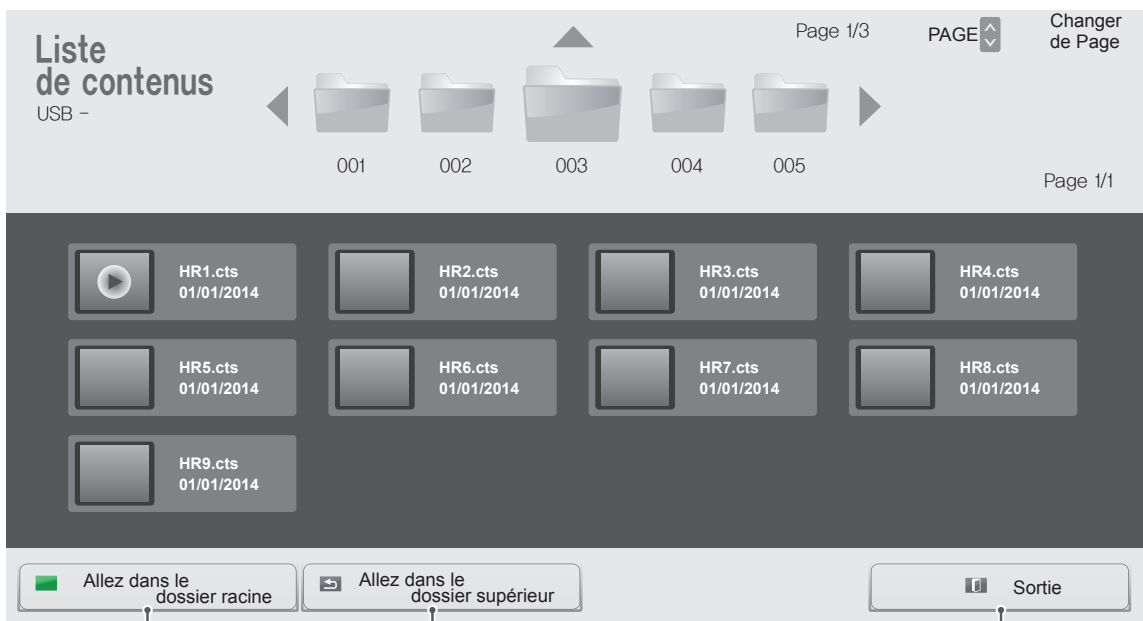 Liste
de contenus
USB -
Page 1/3
PAGE
Changer
de Page
001
002
003
004
005
Page 1/1
HR1.cts
01/01/2014
HR2.cts
01/01/2014
HR3.cts
01/01/2014
HR4.cts
01/01/2014
HR5.cts
01/01/2014
HR6.cts
01/01/2014
HR7.cts
01/01/2014
HR8.cts
01/01/2014
HR9.cts
01/01/2014
Allez dans le
dossier racine
Allez dans le
dossier supérieur
Sortie